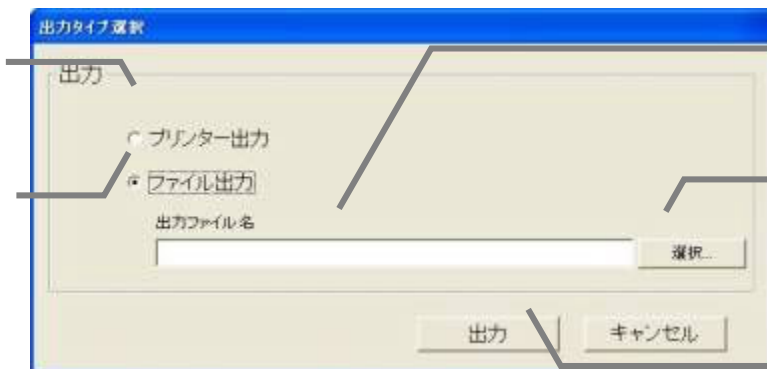 出力タイプ選択
出力
プリンター出力
ファイル出力
出力ファイル名
選択...
出力
キャンセル